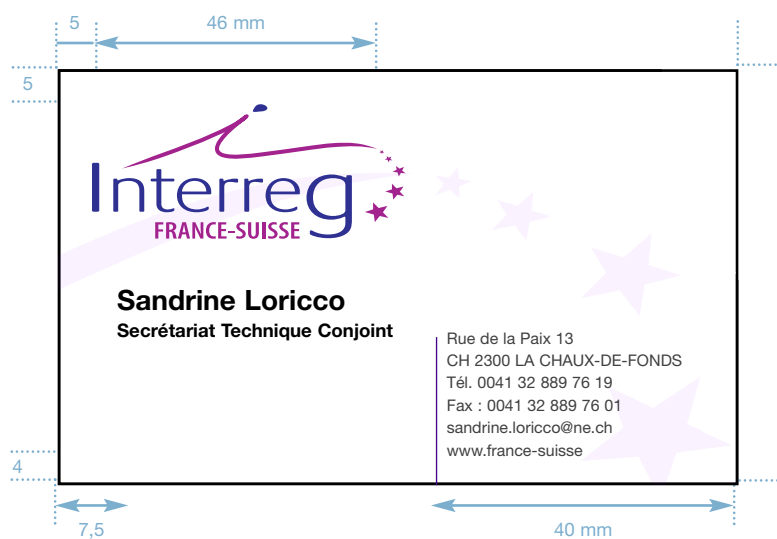 5
46 mm
5
Interreg
FRANCE-SUISSE
Sandrine Loricco
Secrétariat Technique Conjoint
Rue de la Paix 13
CH 2300 LA CHAUX-DE-FONDS
Tél. 0041 32 889 76 19
Fax : 0041 32 889 76 01
sandrine.loricco@ne.ch
www.france-suisse
4
7,5
40 mm